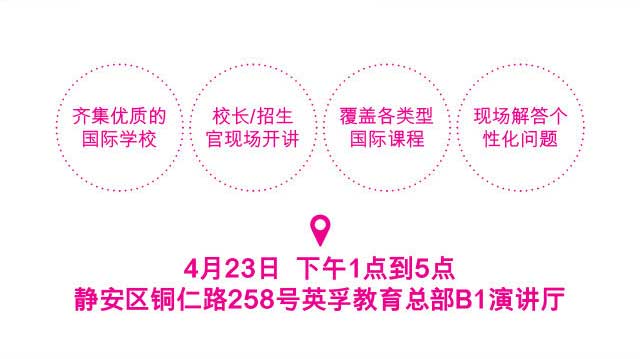 齐集优质的
国际学校
校长/招生
官现场开讲
覆盖各类型
国际课程
现场解答个
性化问题
4月23日 下午1点到5点
静安区铜仁路258号英孚教育总部B1演讲厅